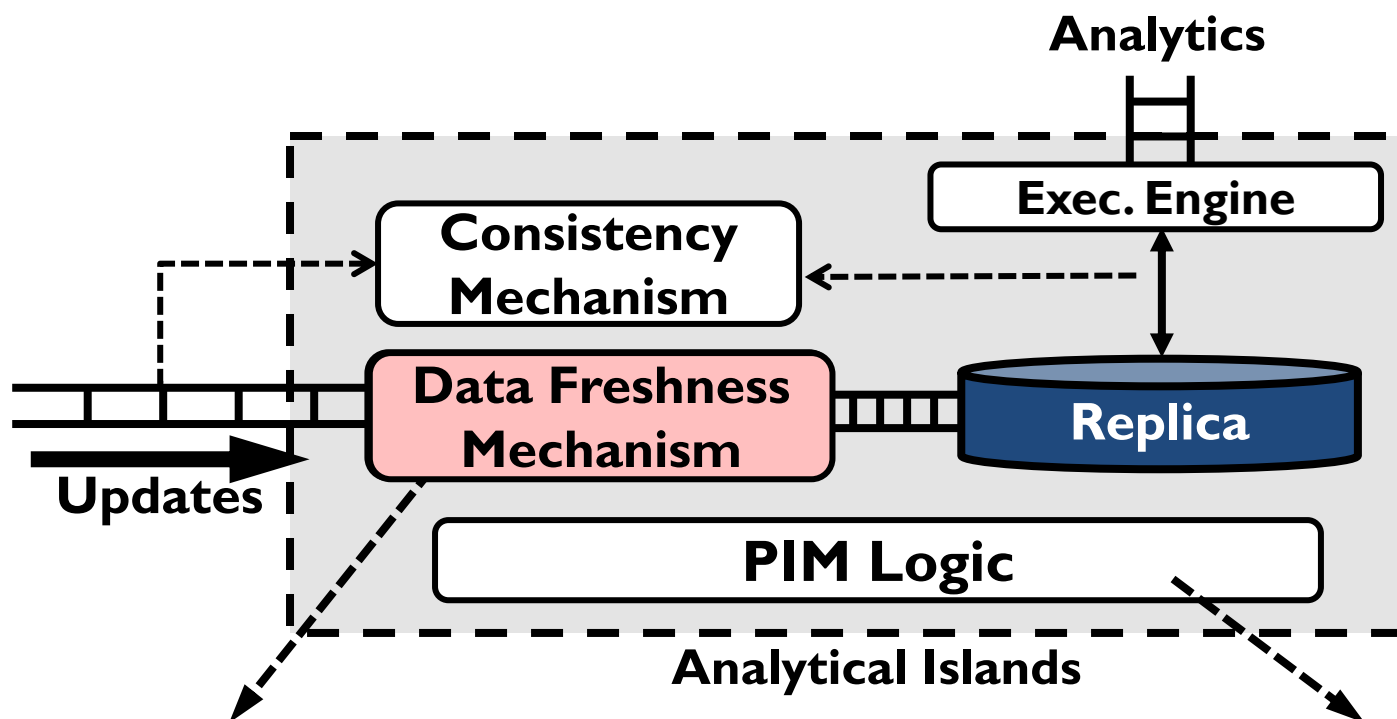 Analytics
Exec. Engine
Consistency
Mechanism
Data Freshness
Mechanism
Replica
Updates
PIM Logic
Analytical Islands